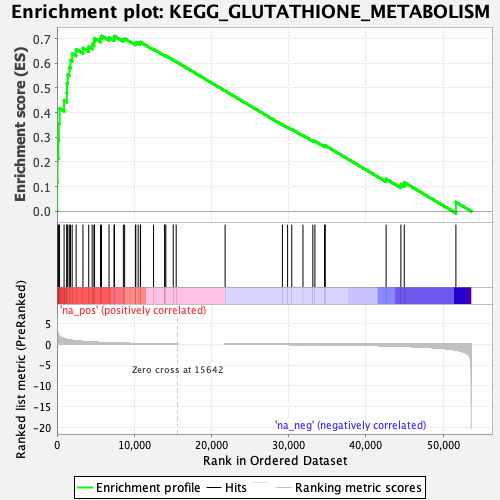 Enrichment plot: KEGG_GLUTATHIONE_METABOLISM
Enrichment score (ES)
0.7
0.6
0.5
0.4
0.3
0.2
0.1
0.0
'na_pos' (positively correlated)
Ranked list metric (PreRanked)
5
0
-5
-10
-15
-20
Zero cross at 15642
'na_neg' (negatively correlated)
0 10,000 20,000 30,000 40,000 50,000
Rank in Ordered Dataset
Enrichment profile Hits Ranking metric scores